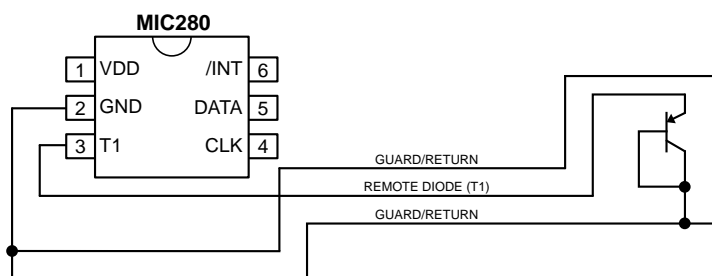 MIC280
1 VDD /INT 6
2 GND DATA 5
3 T1 CLK 4
GUARD/RETURN
REMOTE DIODE (T1)
GUARD/RETURN